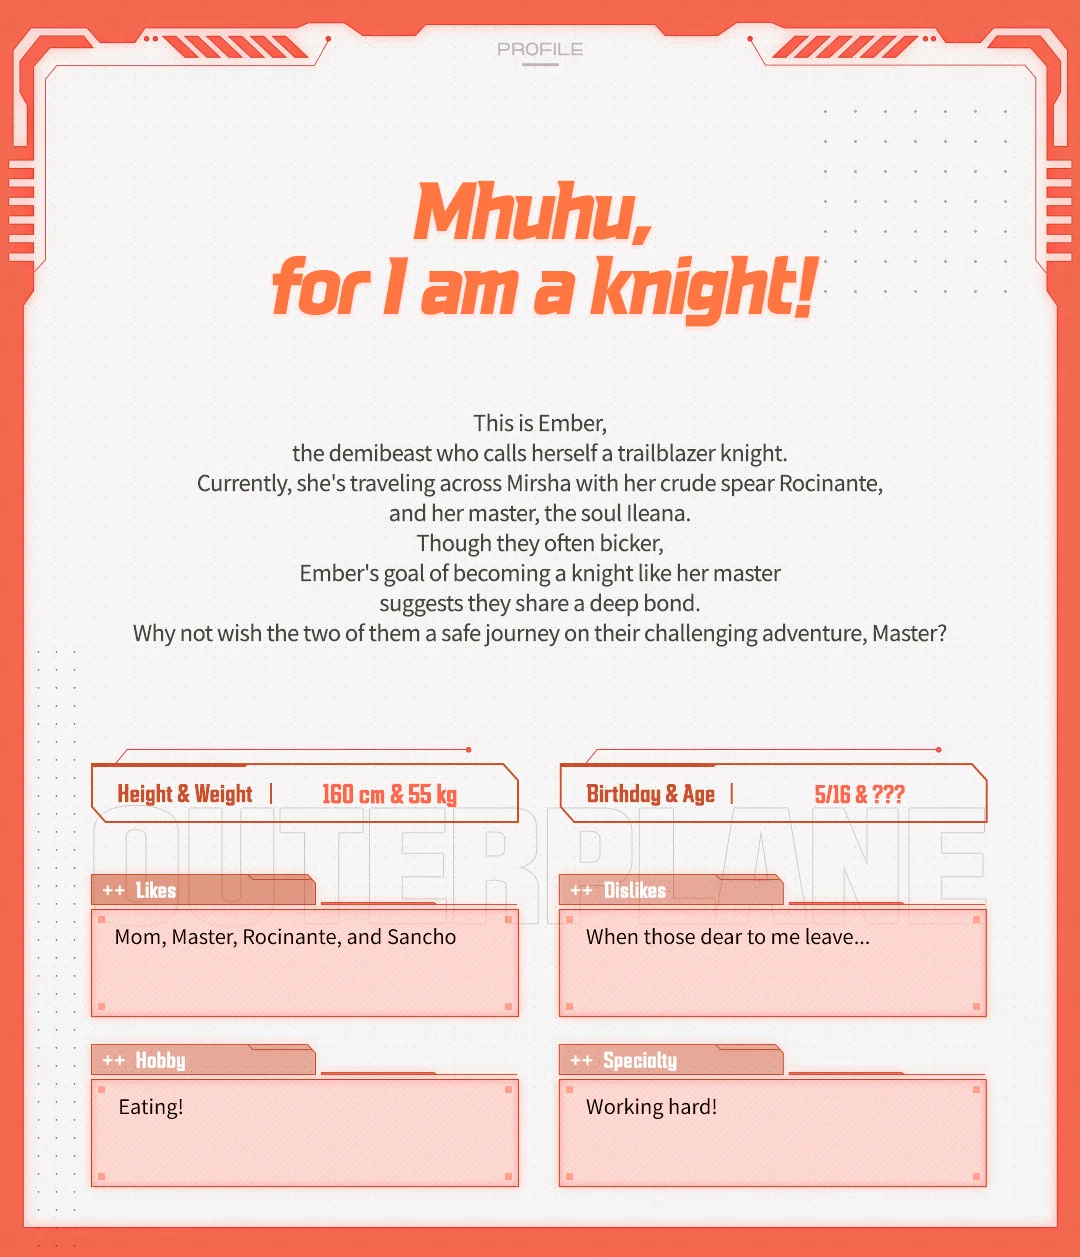 PROFILE
Mhuhu,
for I am a knight!
This is Ember,
the demibeast who calls herself a trailblazer knight.
Currently, she's traveling across Mirsha with her crude spear Rocinante,
and her master, the soul Ileana.
Though they often bicker,
Ember's goal of becoming a knight like her master
suggests they share a deep bond.
Why not wish the two of them a safe journey on their challenging adventure, Master?
Height & Weight | 160 cm & 55 kg
Birthday & Age | 5/16 & ???
OUTERPLANE
++ Likes
Mom, Master, Rocinante, and Sancho
++ Dislikes
When those dear to me leave...
++ Hobby
Eating!
++ Specialty
Working hard!